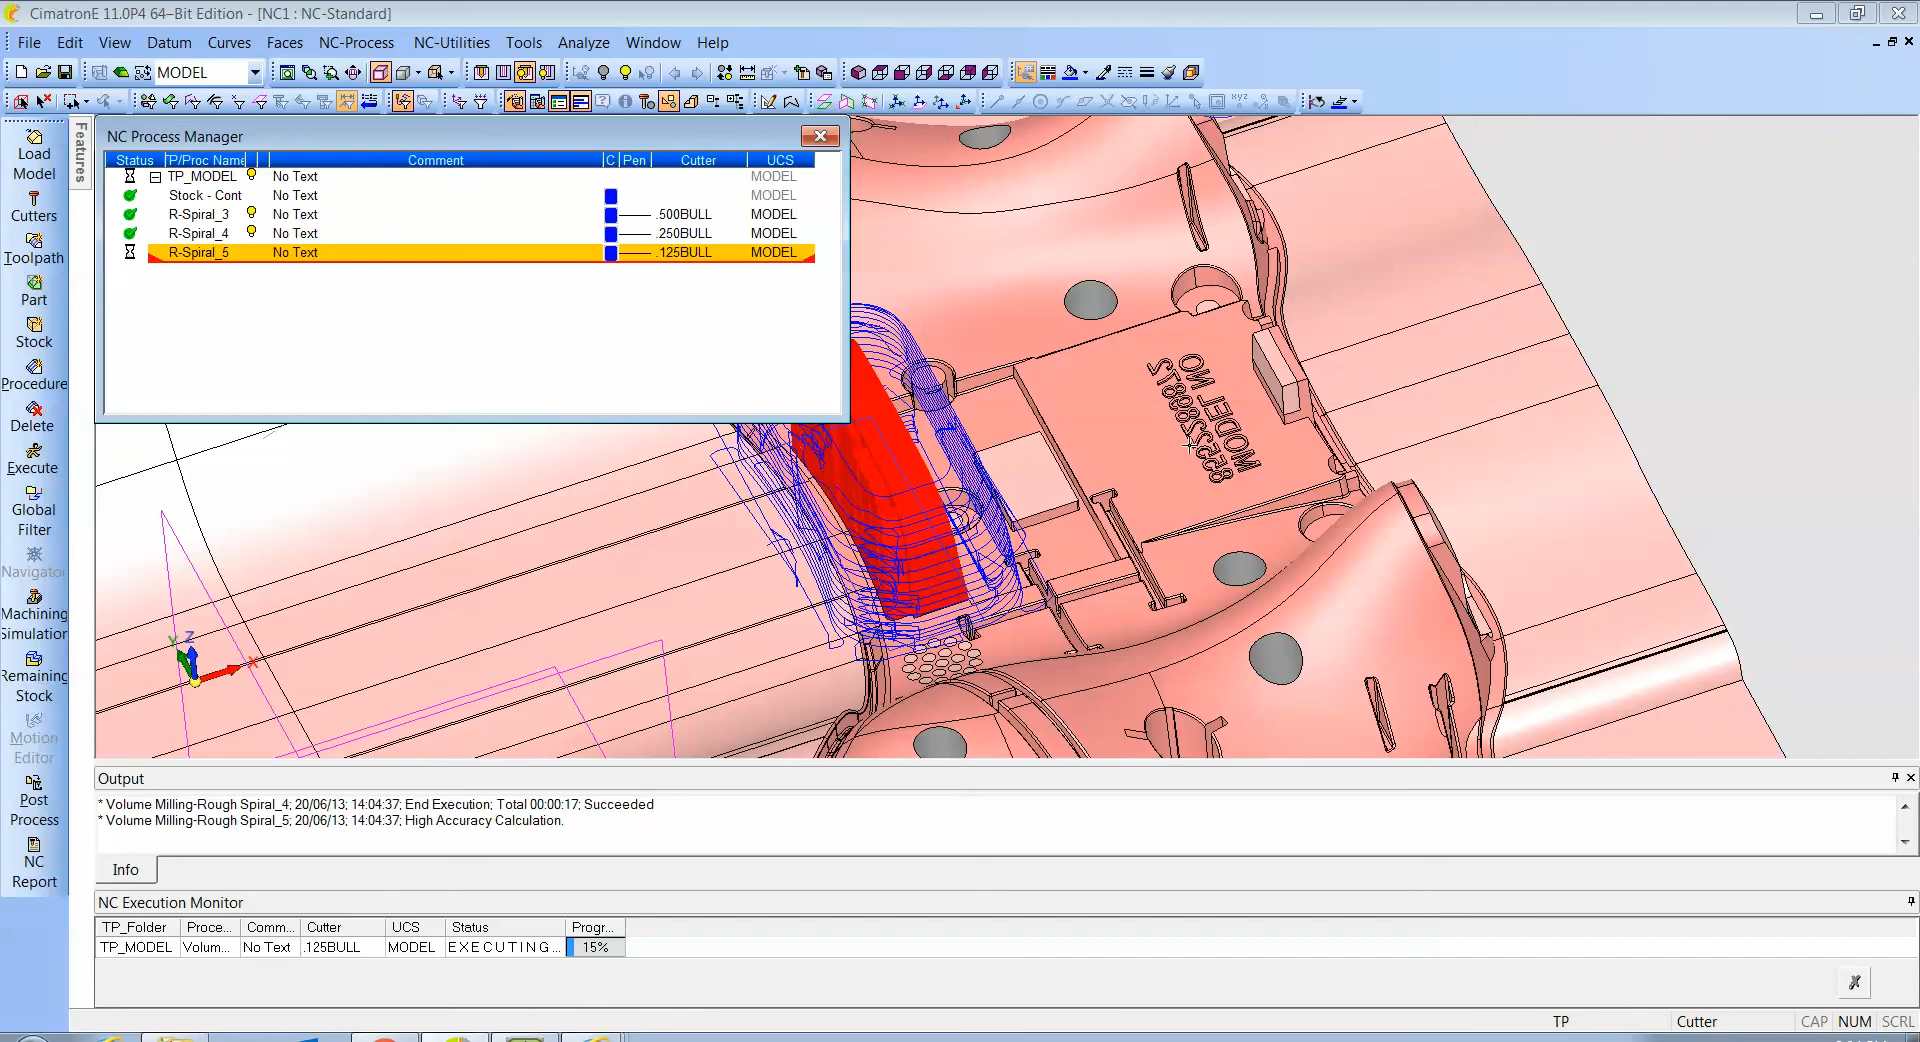 CimatronE 11.0P4 64-Bit Edition - [NC1 : NC-Standard]
File Edit View Datum Curves Faces NC-Process NC-Utilities Tools Analyze Window Help
MODEL
Features
NC Process Manager
Status TP/Proc Name Comment C Pen Cutter UCS
TP_MODEL No Text MODEL
Stock - Cont No Text MODEL
R-Spiral_3 No Text .500BULL MODEL
R-Spiral_4 No Text .250BULL MODEL
R-Spiral_5 No Text .125BULL MODEL
Load
Model
Cutters
Toolpath
Part
Stock
Procedure
Delete
Execute
Global
Filter
Navigator
Machining
Simulation
Remaining
Stock
Motion
Editor
Post
Process
NC
Report
MODEL NO
Y Z X
Output
* Volume Milling-Rough Spiral_4; 20/06/13; 14:04:37; End Execution; Total 00:00:17; Succeeded
* Volume Milling-Rough Spiral_5; 20/06/13; 14:04:37; High Accuracy Calculation.
Info
NC Execution Monitor
TP_Folder Proce... Comm... Cutter UCS Status Progr...
TP_MODEL Volum... No Text .125BULL MODEL EXECUTING... 15%
TP Cutter CAP NUM SCRL